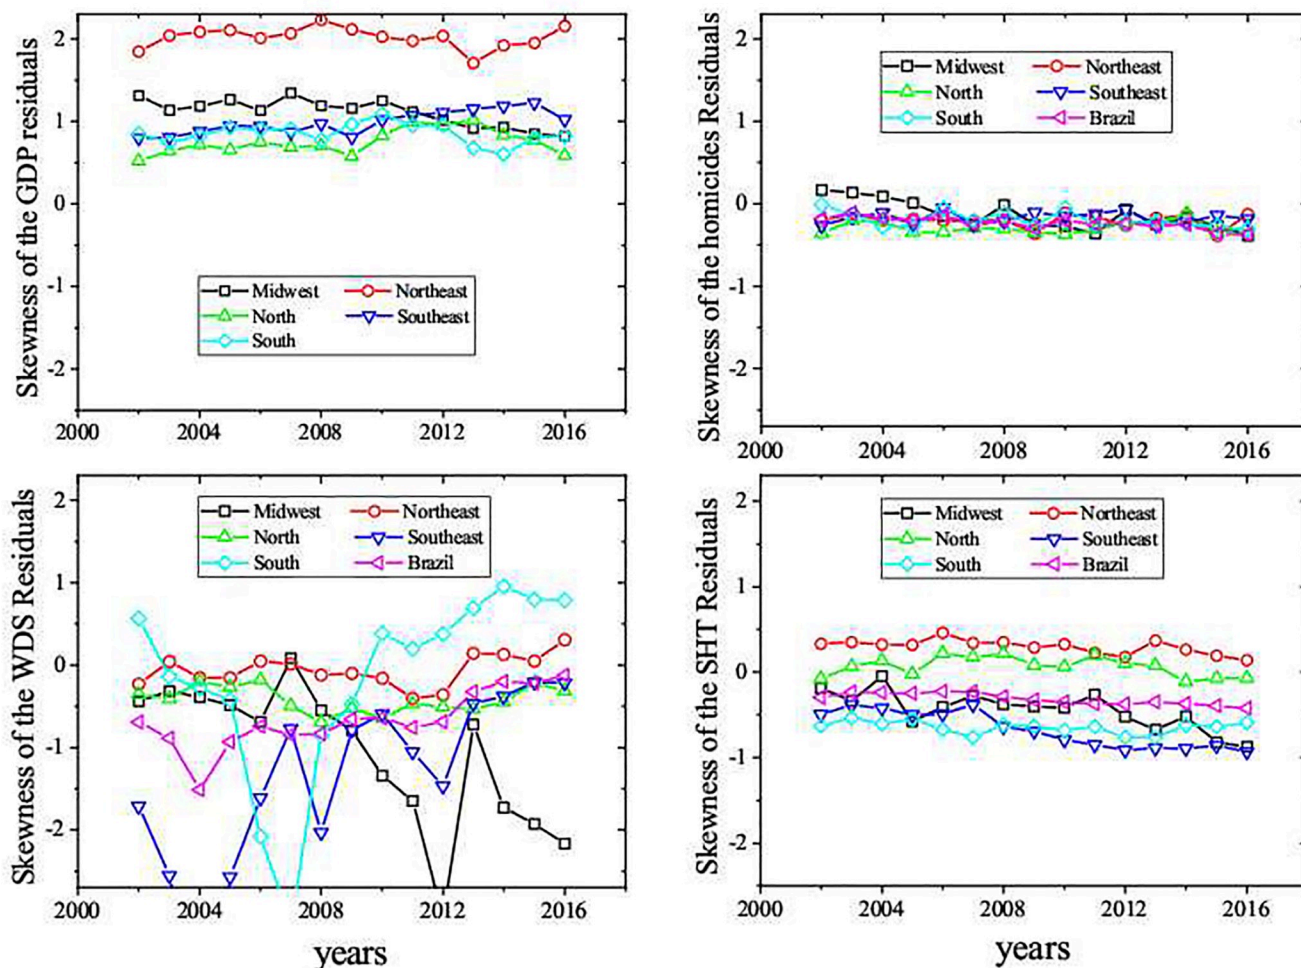 Skewness of the GDP residuals
2
1
0
-1
-2
Midwest Northeast
North Southeast
South
2000 2004 2008 2012 2016
Skewness of the homicides Residuals
2
1
0
-1
-2
Midwest Northeast
North Southeast
South Brazil
2000 2004 2008 2012 2016
Skewness of the WDS Residuals
2
1
0
-1
-2
Midwest Northeast
North Southeast
South Brazil
2000 2004 2008 2012 2016
years
Skewness of the SHT Residuals
2
1
0
-1
-2
Midwest Northeast
North Southeast
South Brazil
2000 2004 2008 2012 2016
years